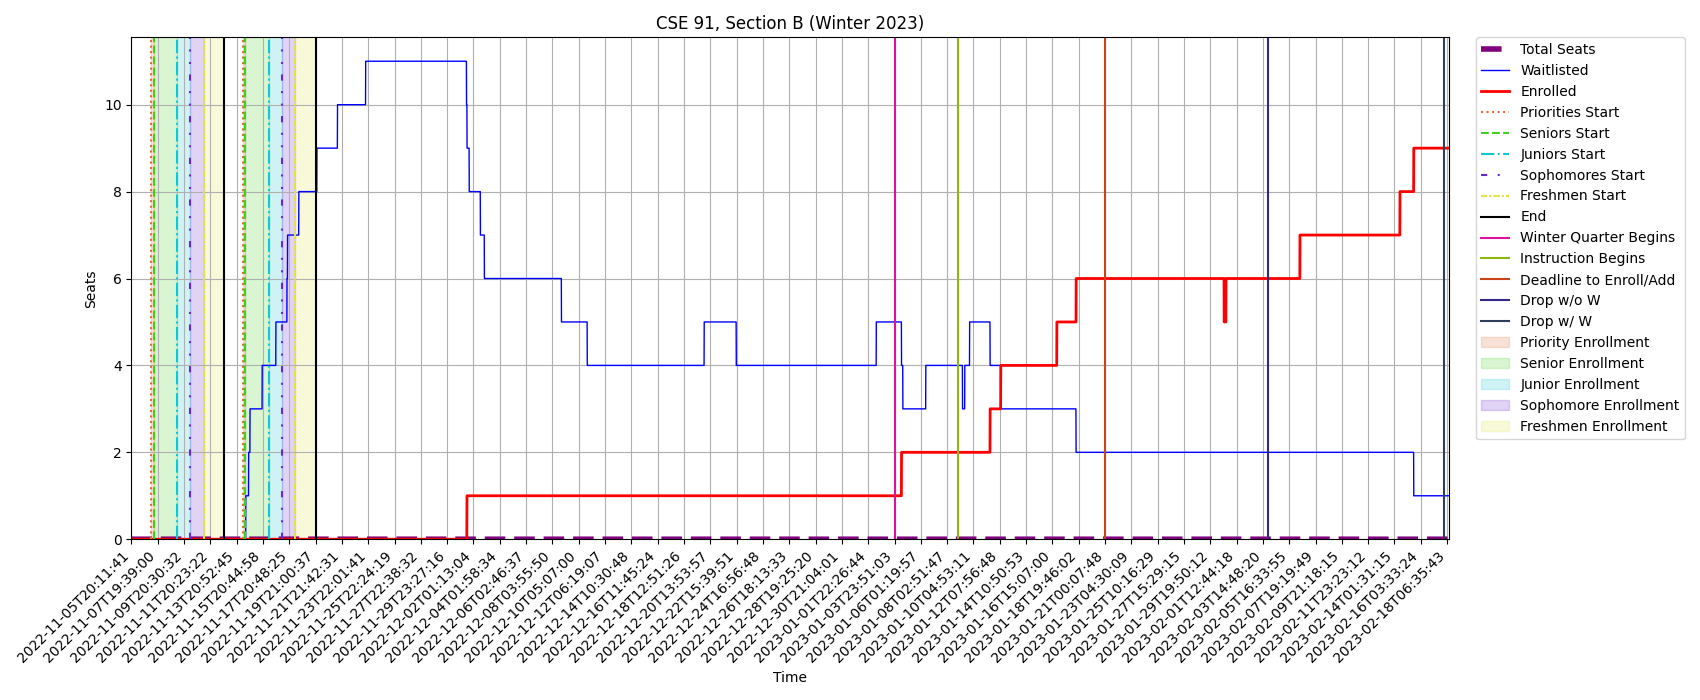 CSE 91, Section B (Winter 2023)
Seats
10
8
6
4
2
0
2022-11-05T20:11:41
2022-11-07T19:39:00
2022-11-09T20:30:32
2022-11-11T20:23:22
2022-11-13T20:52:45
2022-11-15T20:44:58
2022-11-17T20:48:25
2022-11-19T21:00:37
2022-11-21T21:42:31
2022-11-23T22:01:41
2022-11-25T22:24:19
2022-11-27T22:38:32
2022-11-29T23:27:16
2022-12-02T01:13:04
2022-12-04T01:58:34
2022-12-06T02:46:37
2022-12-08T03:55:50
2022-12-10T05:07:00
2022-12-12T06:19:07
2022-12-14T10:30:48
2022-12-16T11:45:24
2022-12-18T12:51:26
2022-12-20T13:53:57
2022-12-22T15:39:51
2022-12-24T16:56:48
2022-12-26T18:13:33
2022-12-28T19:25:20
2022-12-30T21:04:01
2023-01-01T22:26:44
2023-01-03T23:51:03
2023-01-06T01:19:57
2023-01-08T02:51:47
2023-01-10T04:53:11
2023-01-12T07:56:48
2023-01-14T10:50:53
2023-01-16T15:07:00
2023-01-18T19:46:02
2023-01-21T00:07:48
2023-01-23T04:30:09
2023-01-25T10:16:29
2023-01-27T15:29:15
2023-01-29T19:50:12
2023-02-01T12:44:18
2023-02-03T14:48:20
2023-02-05T16:33:55
2023-02-07T19:19:49
2023-02-09T21:18:15
2023-02-11T23:23:12
2023-02-14T01:31:15
2023-02-16T03:33:24
2023-02-18T06:35:43
Time
Total Seats
Waitlisted
Enrolled
Priorities Start
Seniors Start
Juniors Start
Sophomores Start
Freshmen Start
End
Winter Quarter Begins
Instruction Begins
Deadline to Enroll/Add
Drop w/o W
Drop w/ W
Priority Enrollment
Senior Enrollment
Junior Enrollment
Sophomore Enrollment
Freshmen Enrollment